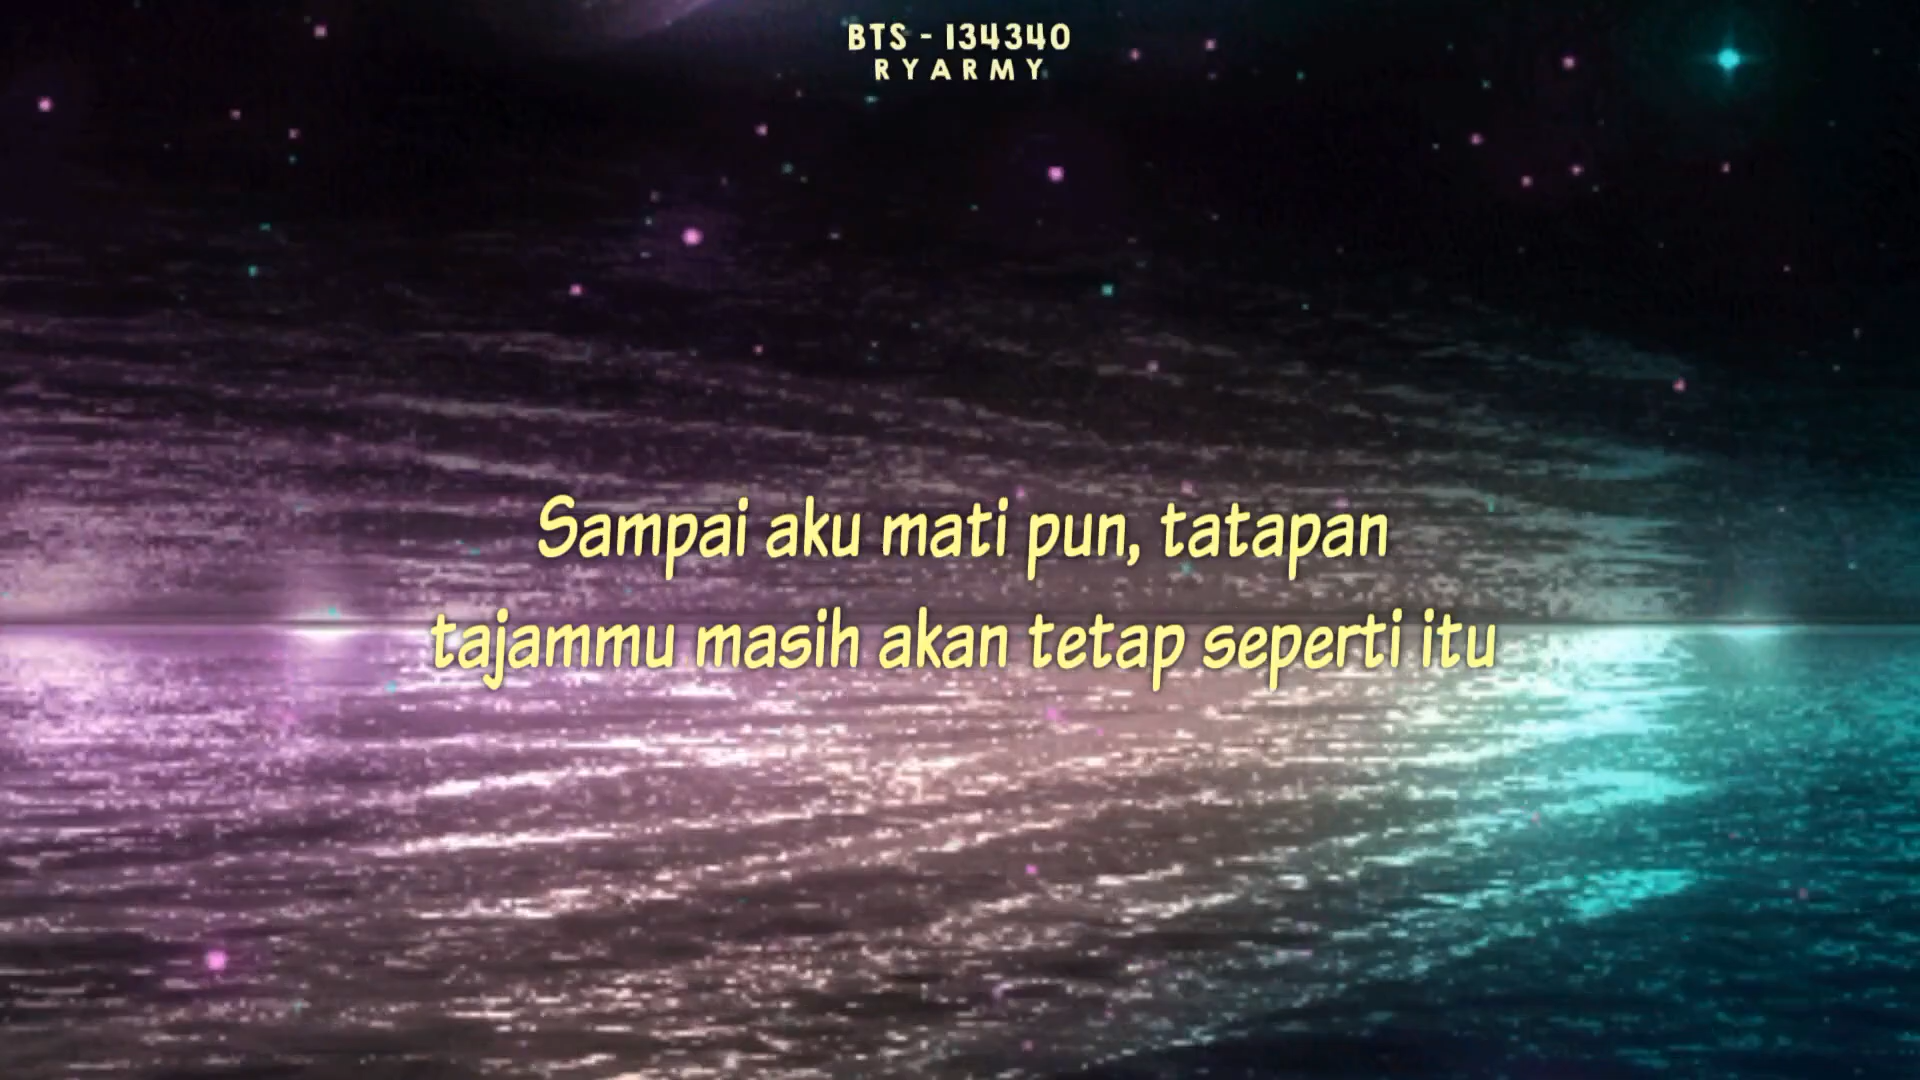 BTS - 134340
RYARMY
Sampai aku mati pun, tatapan
tajammu masih akan tetap seperti itu